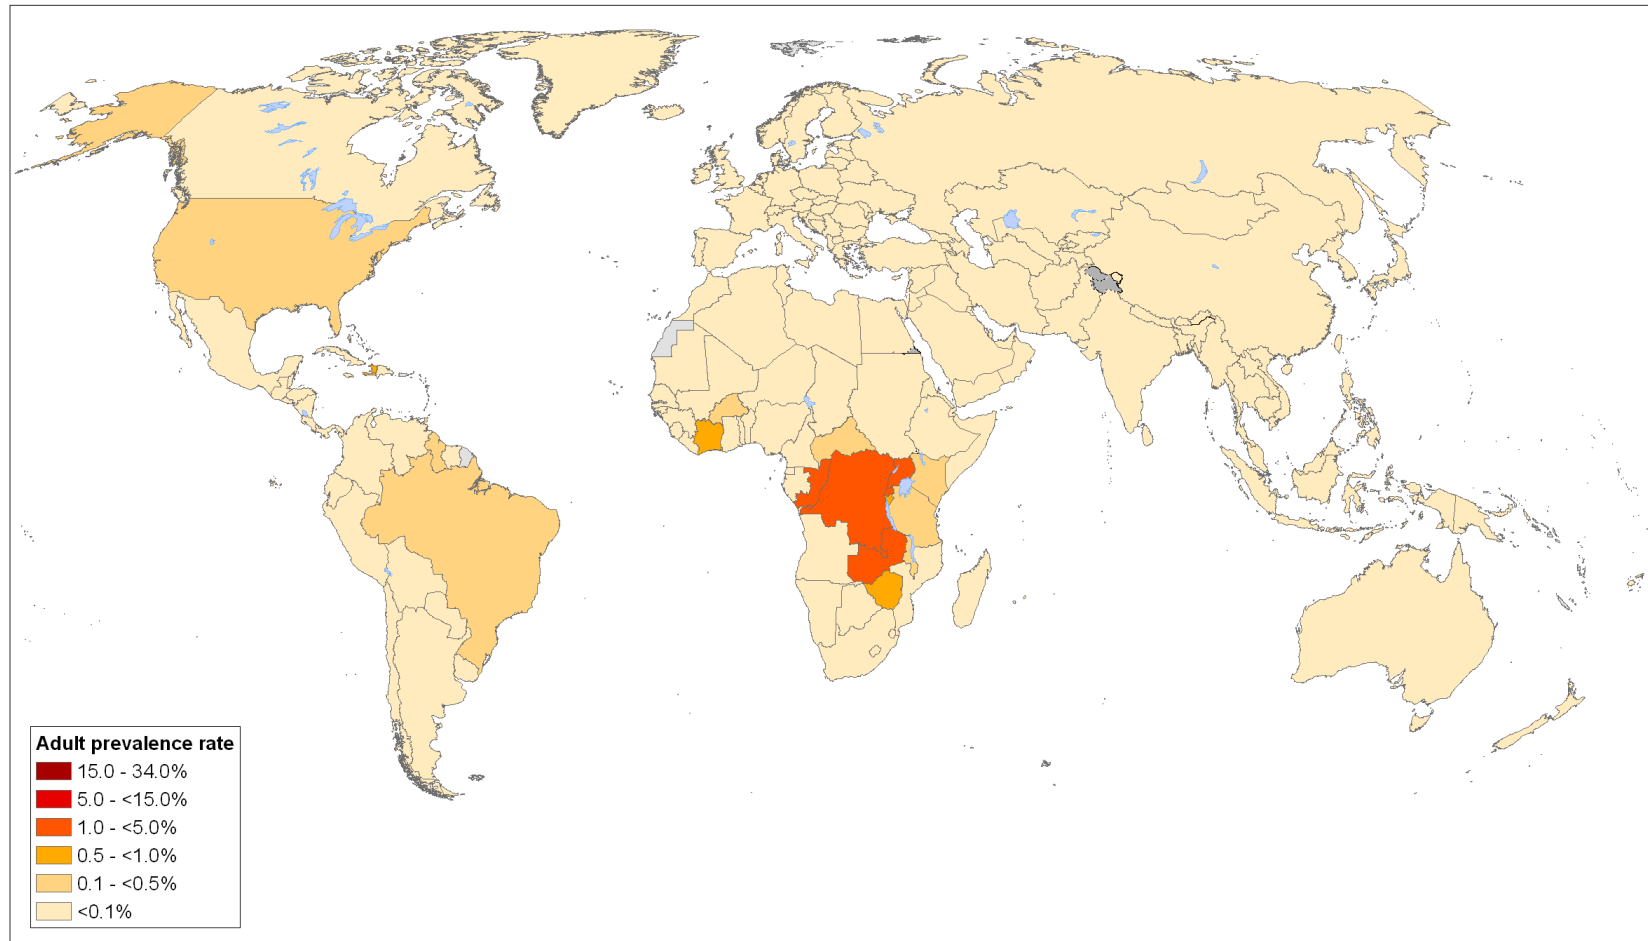 Adult prevalence rate
15.0 - 34.0%
5.0 - <15.0%
1.0 - <5.0%
0.5 - <1.0%
0.1 - <0.5%
<0.1%